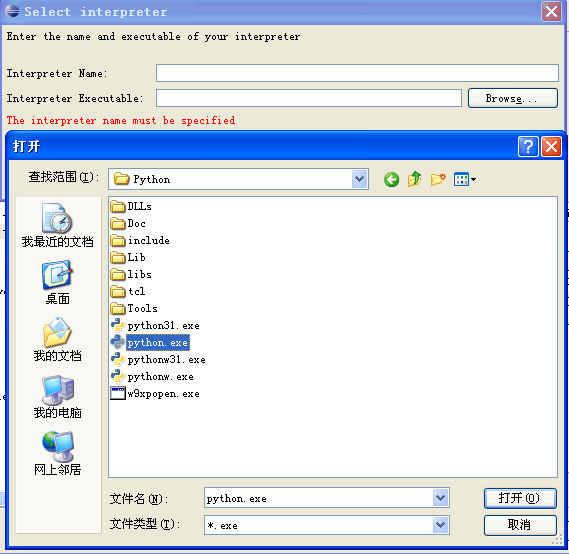 Select interpreter
Enter the name and executable of your interpreter
Interpreter Name:
Interpreter Executable:
Browse...
The interpreter name must be specified
打开
查找范围(I):
Python
我最近的文档
桌面
我的文档
我的电脑
网上邻居
DLLs
Doc
include
Lib
libs
tcl
Tools
python31.exe
python.exe
pythonw31.exe
pythonw.exe
w9xpopen.exe
文件名(N):
python.exe
打开(O)
文件类型(T):
*.exe
取消